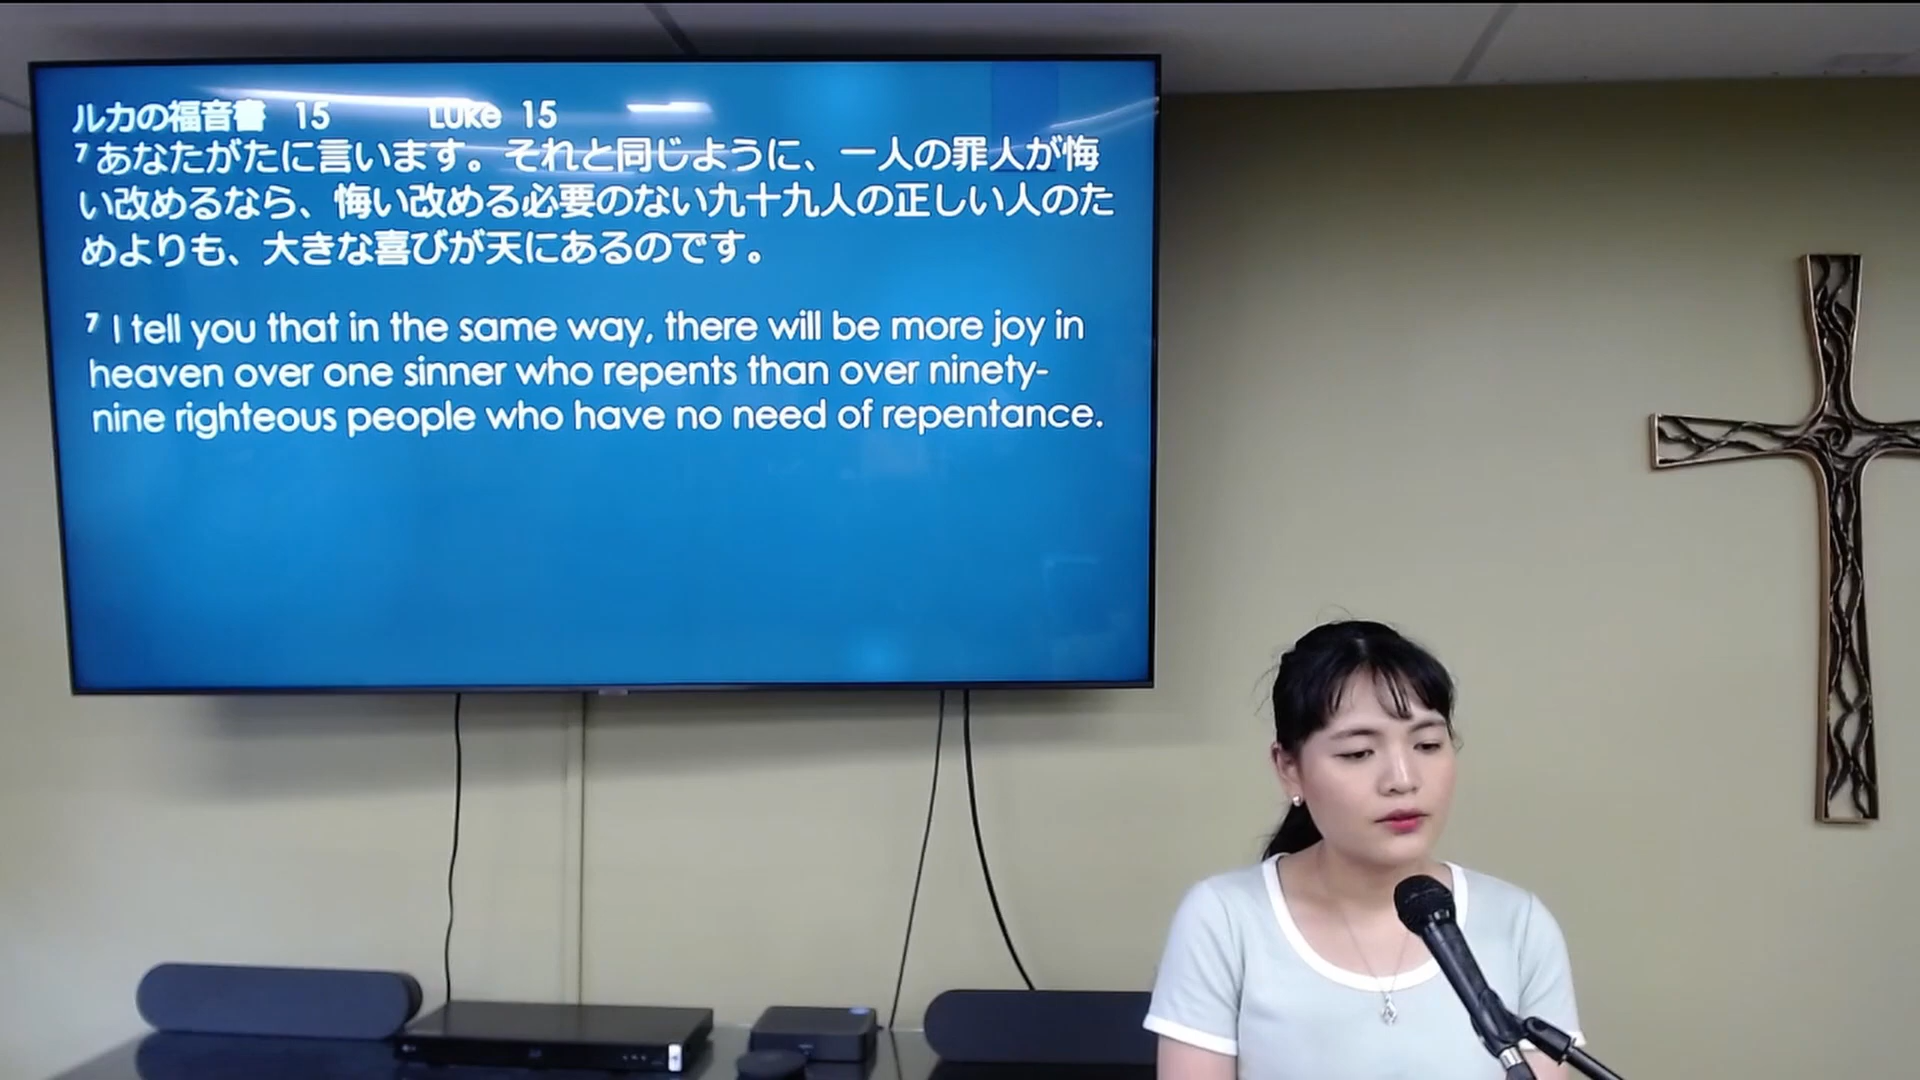 ルカの福音書 15 Luke 15
7 あなたがたに言います。それと同じように、一人の罪人が悔
い改めるなら、悔い改める必要のない九十九人の正しい人のた
めよりも、大きな喜びが天にあるのです。
7 I tell you that in the same way, there will be more joy in
heaven over one sinner who repents than over ninety-
nine righteous people who have no need of repentance.